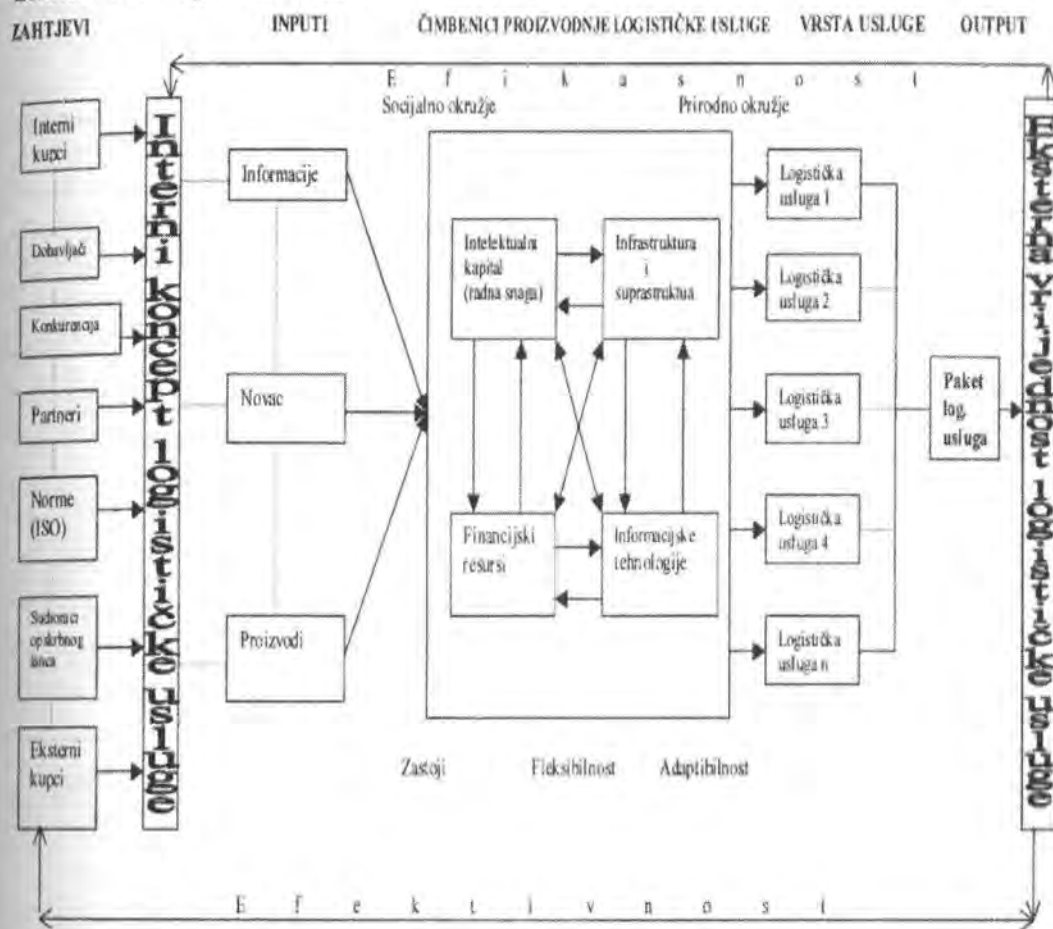 ZAHTJEVI
INPUTI
ČIMBENICI PROIZVODNJE LOGISTIČKE USLUGE
VRSTA USLUGE
OUTPUT
E f i k a s n o s t
Socijalno okružje
Prirodno okružje
Interni
kupci
Dobavljači
Konkurencija
Partneri
Norme
(ISO)
Sudionici
opskrbnog
lanca
Eksterni
kupci
Interni koncept logističke usluge
Informacije
Novac
Proizvodi
Intelektualni
kapital
(radna snaga)
Infrastruktura
i
suprastruktua
Financijski
resursi
Informacijske
tehnologije
Logistička
usluga 1
Logistička
usluga 2
Logistička
usluga 3
Logistička
usluga 4
Logistička
usluga n
Paket
log.
usluga
Eksterna vrijednost logističke usluge
Zastoji
Fleksibilnost
Adaptibilnost
E f e k t i v n o s t